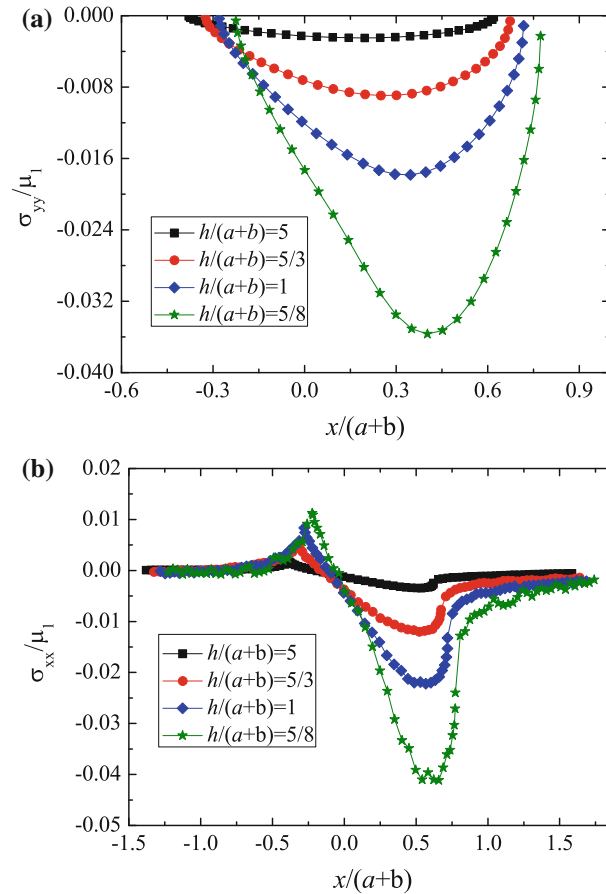 (a)
0.000
-0.008
-0.016
-0.024
-0.032
-0.040
σyy/μ1
h/(a+b)=5
h/(a+b)=5/3
h/(a+b)=1
h/(a+b)=5/8
-0.6 -0.3 0.0 0.3 0.6 0.9
x/(a+b)
(b)
0.02
0.01
0.00
-0.01
-0.02
-0.03
-0.04
-0.05
σxx/μ1
h/(a+b)=5
h/(a+b)=5/3
h/(a+b)=1
h/(a+b)=5/8
-1.5 -1.0 -0.5 0.0 0.5 1.0 1.5
x/(a+b)